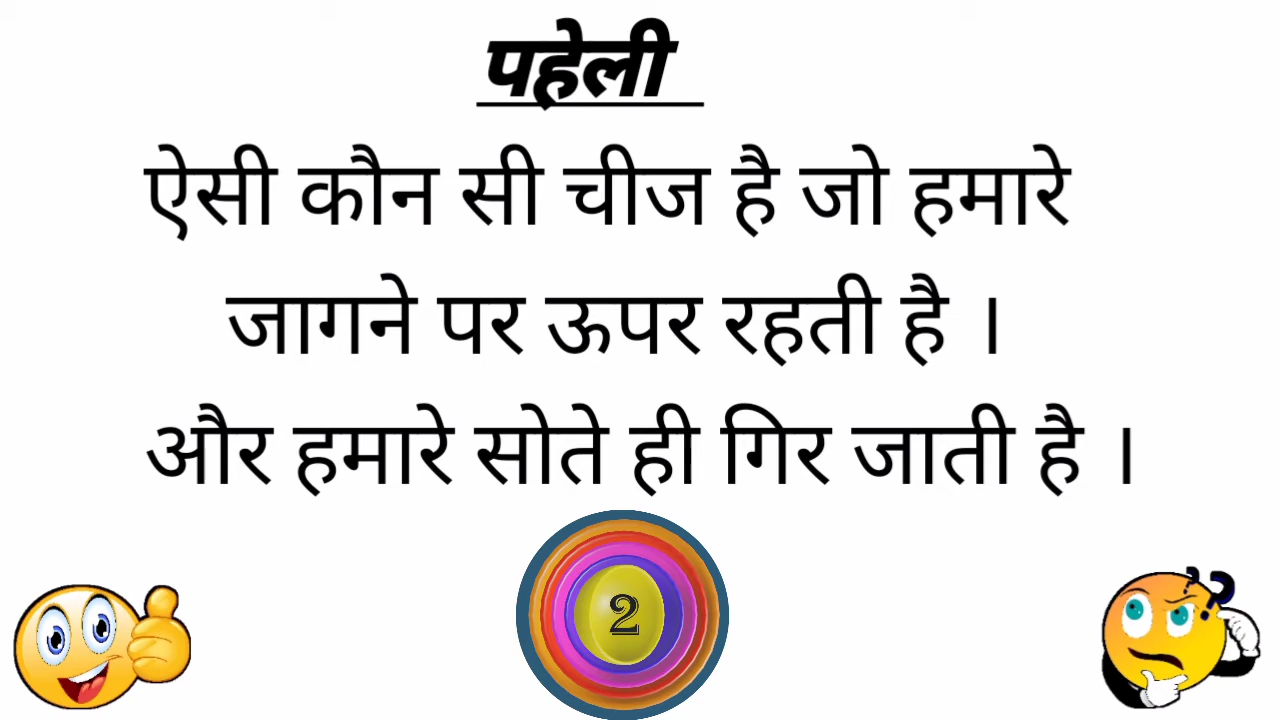 पहेली
ऐसी कौन सी चीज है जो हमारे
जागने पर ऊपर रहती है ।
और हमारे सोते ही गिर जाती है ।
2
??